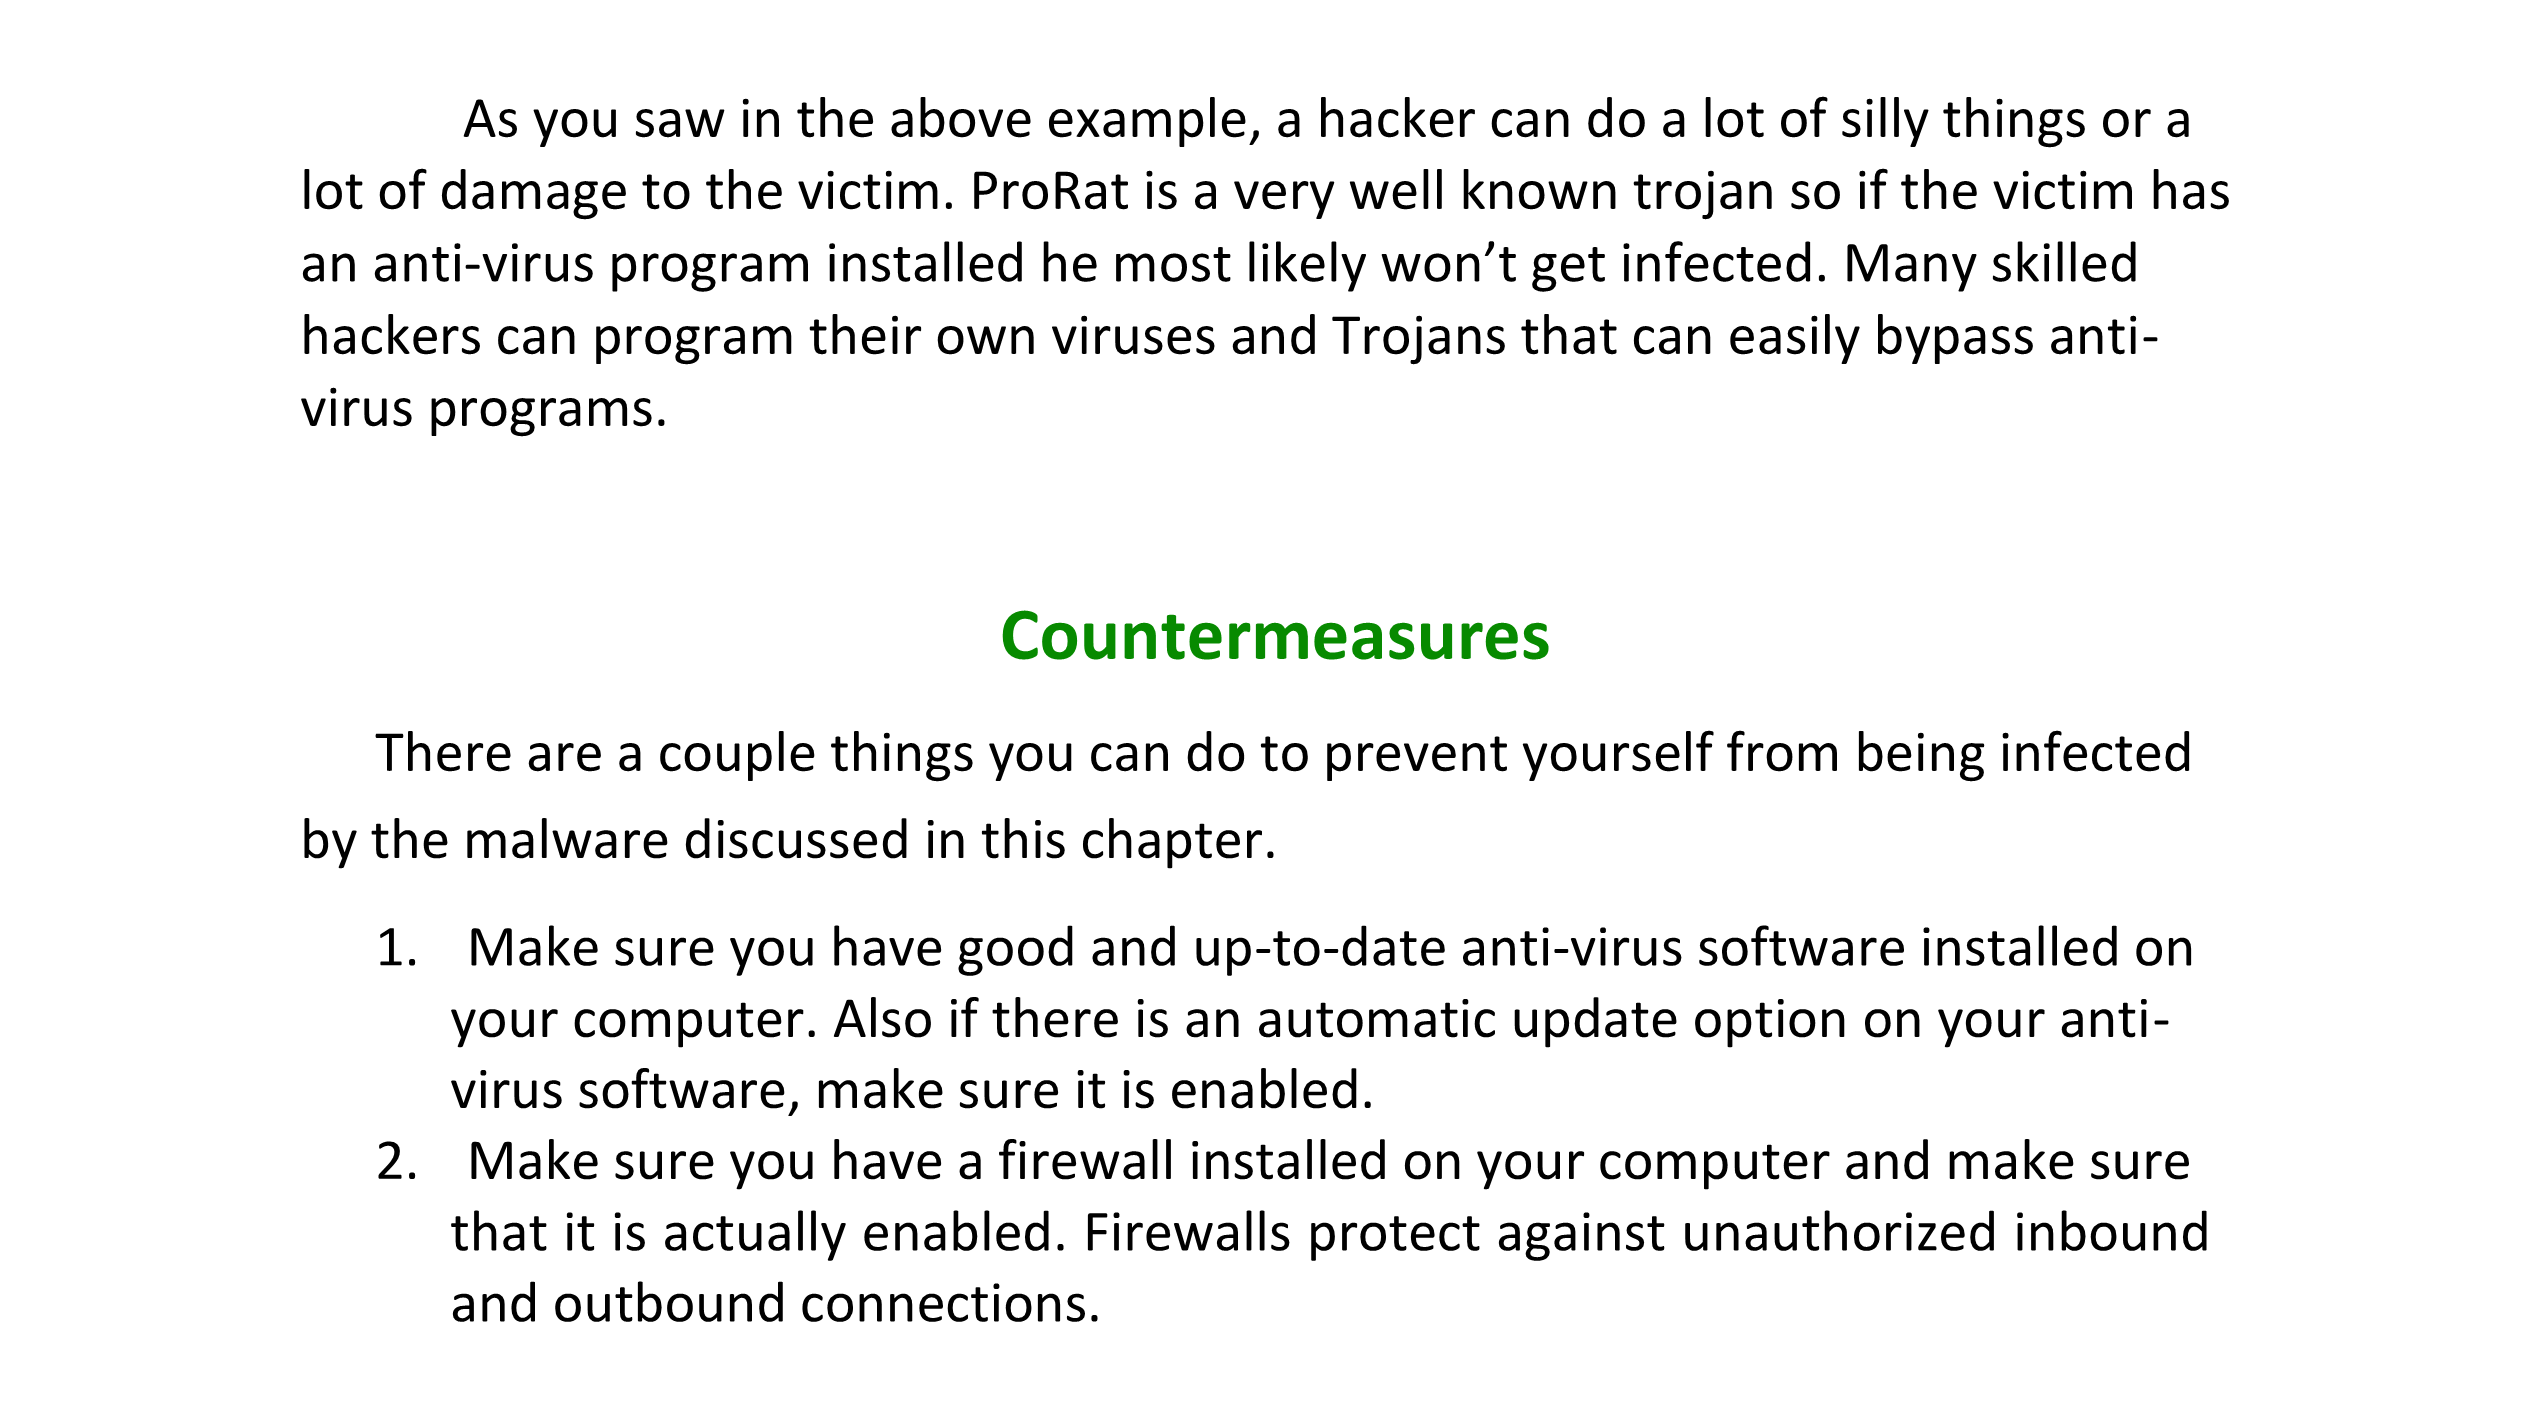 As you saw in the above example, a hacker can do a lot of silly things or a
lot of damage to the victim. ProRat is a very well known trojan so if the victim has
an anti-virus program installed he most likely won’t get infected. Many skilled
hackers can program their own viruses and Trojans that can easily bypass anti-
virus programs.
Countermeasures
There are a couple things you can do to prevent yourself from being infected
by the malware discussed in this chapter.
1. Make sure you have good and up-to-date anti-virus software installed on
your computer. Also if there is an automatic update option on your anti-
virus software, make sure it is enabled.
2. Make sure you have a firewall installed on your computer and make sure
that it is actually enabled. Firewalls protect against unauthorized inbound
and outbound connections.